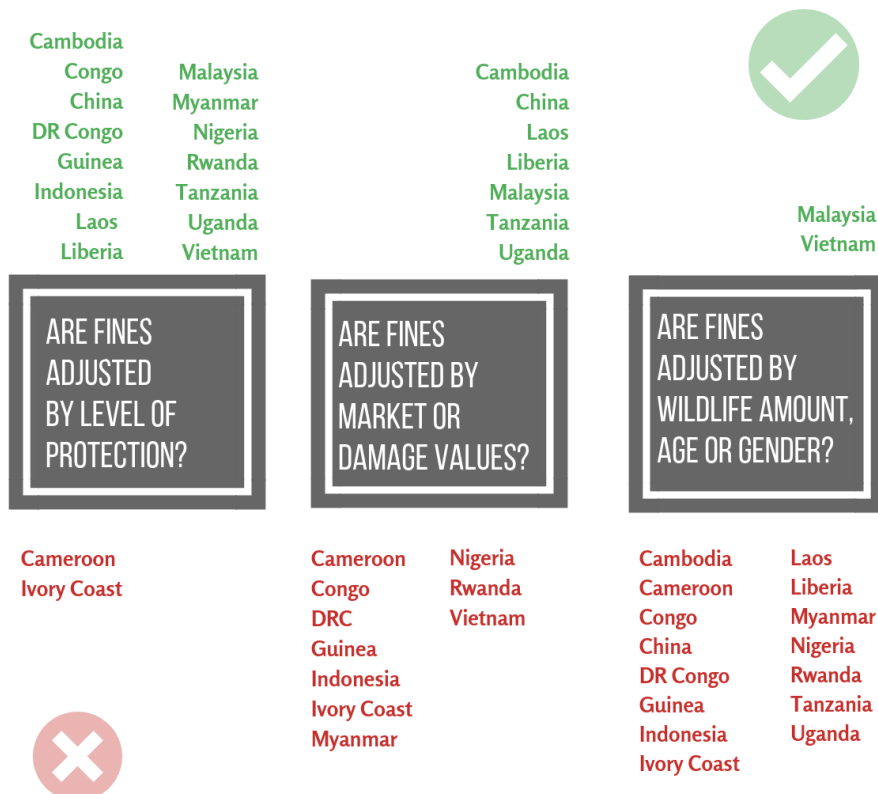 Cambodia
Congo
China
DR Congo
Guinea
Indonesia
Laos
Liberia
Malaysia
Myanmar
Nigeria
Rwanda
Tanzania
Uganda
Vietnam
ARE FINES
ADJUSTED
BY LEVEL OF
PROTECTION?
Cameroon
Ivory Coast
Cambodia
China
Laos
Liberia
Malaysia
Tanzania
Uganda
ARE FINES
ADJUSTED BY
MARKET OR
DAMAGE VALUES?
Cameroon
Congo
DRC
Guinea
Indonesia
Ivory Coast
Myanmar
Nigeria
Rwanda
Vietnam
Malaysia
Vietnam
ARE FINES
ADJUSTED BY
WILDLIFE AMOUNT,
AGE OR GENDER?
Cambodia
Cameroon
Congo
China
DR Congo
Guinea
Indonesia
Ivory Coast
Laos
Liberia
Myanmar
Nigeria
Rwanda
Tanzania
Uganda